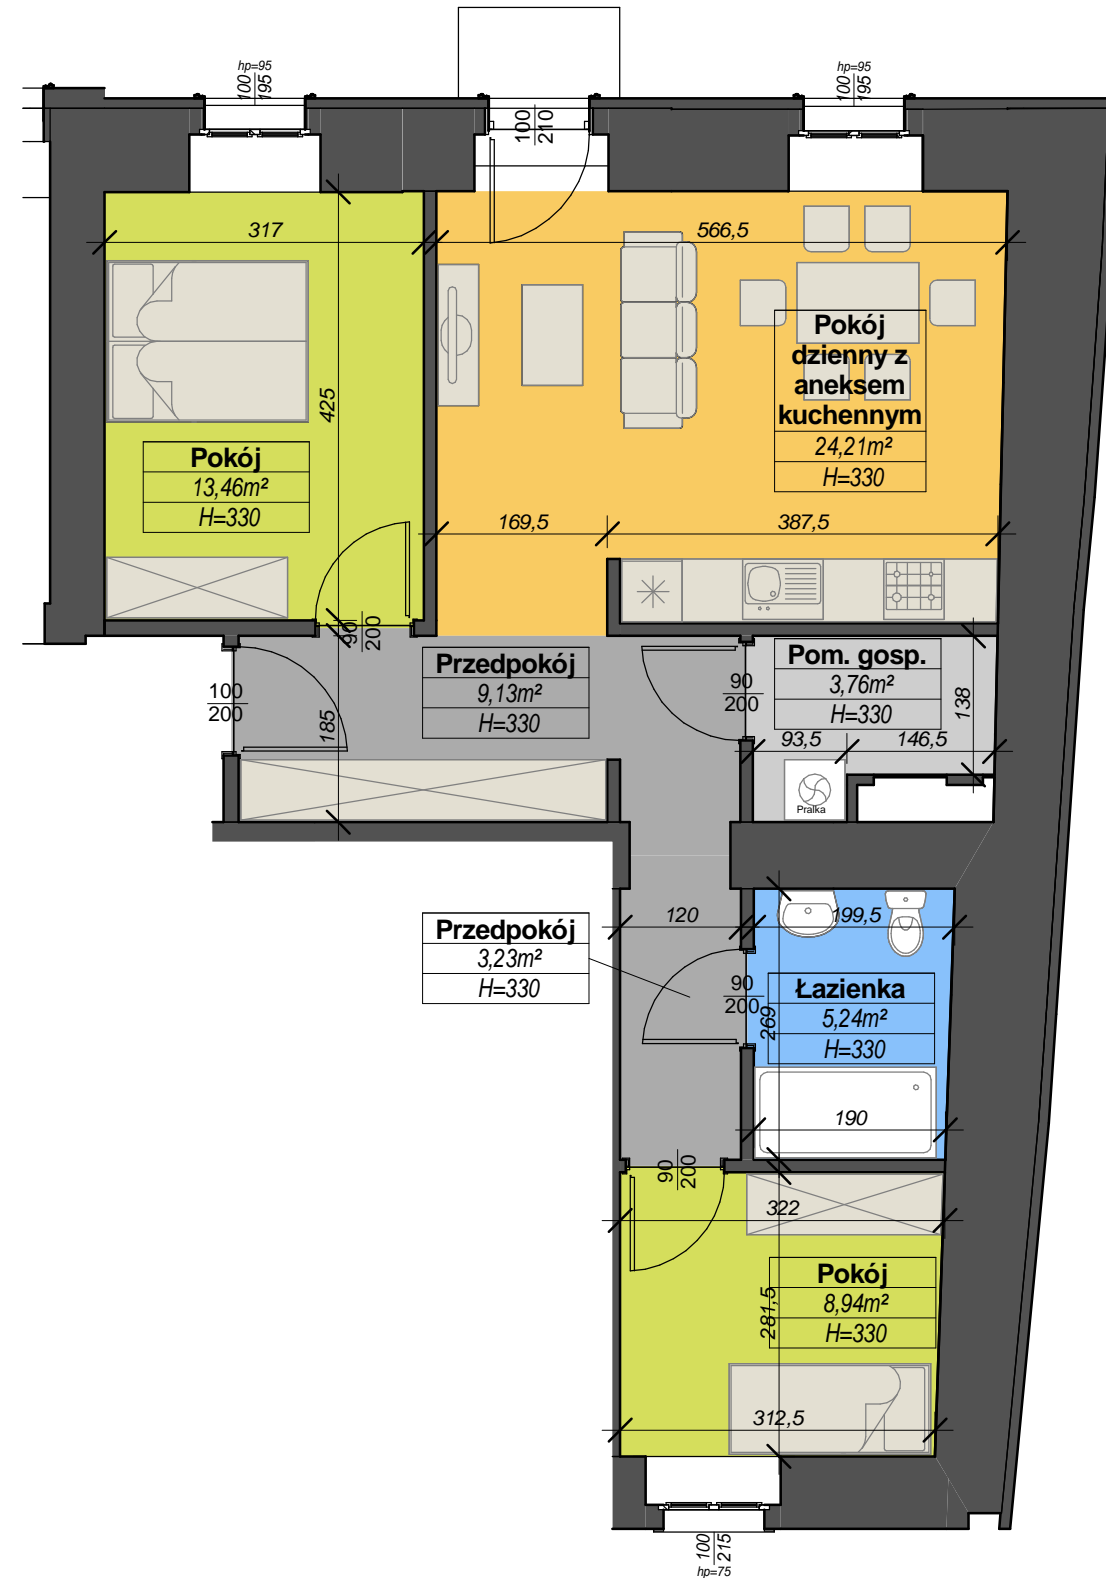 hp=95
100
195
100
210
hp=95
100
195
317
566,5
425
Pokój
13,46m²
H=330
Pokój
dzienny z
aneksem
kuchennym
24,21m²
H=330
169,5
387,5
90
200
100
200
185
Przedpokój
9,13m²
H=330
90
200
Pom. gosp.
3,76m²
H=330
138
93,5
146,5
Pralka
Przedpokój
3,23m²
H=330
120
199,5
90
200
269
Łazienka
5,24m²
H=330
190
90
200
322
281,5
Pokój
8,94m²
H=330
312,5
100
215
hp=75